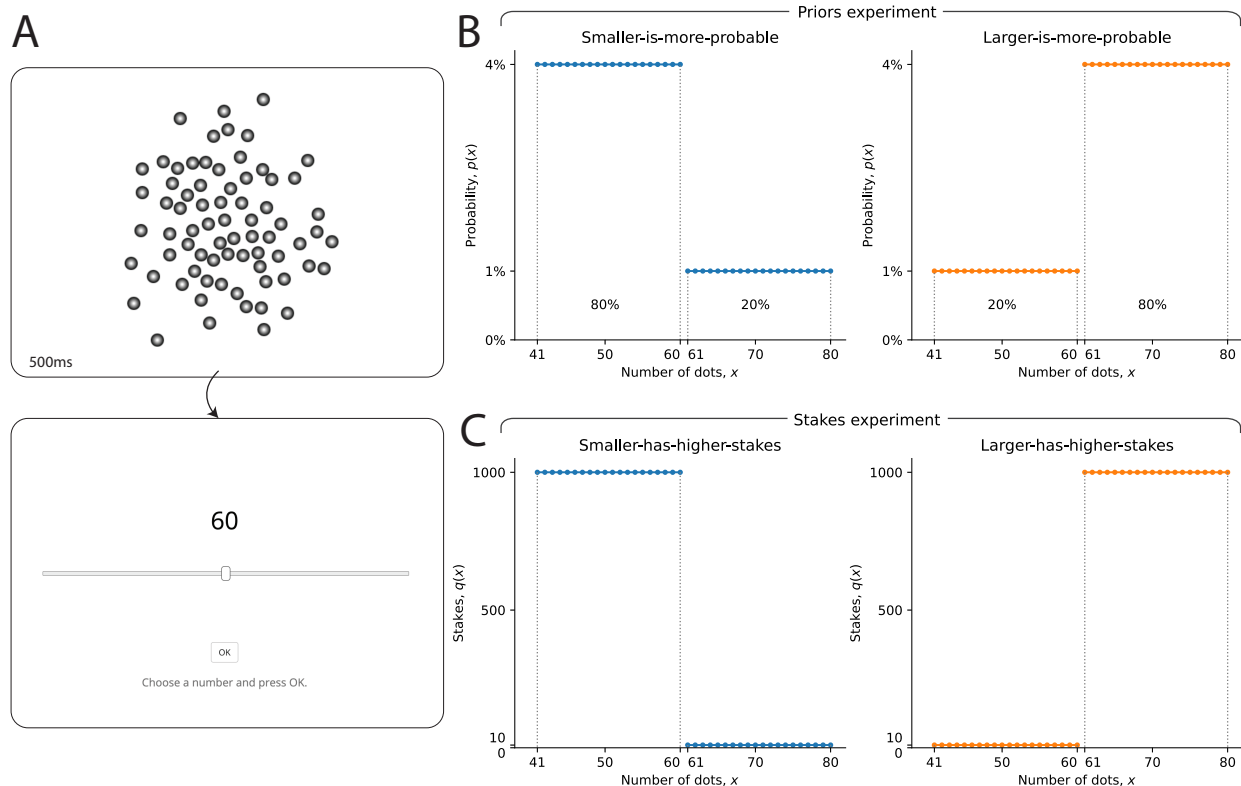 A
500ms
60
OK
Choose a number and press OK.
B
Priors experiment
Smaller-is-more-probable
Probability, p(x)
4%
1%
0%
80%
20%
41 50 60 61 70 80
Number of dots, x
Larger-is-more-probable
Probability, p(x)
4%
1%
0%
20%
80%
41 50 60 61 70 80
Number of dots, x
C
Stakes experiment
Smaller-has-higher-stakes
Stakes, q(x)
1000
500
10
0
41 50 60 61 70 80
Number of dots, x
Larger-has-higher-stakes
Stakes, q(x)
1000
500
10
0
41 50 60 61 70 80
Number of dots, x